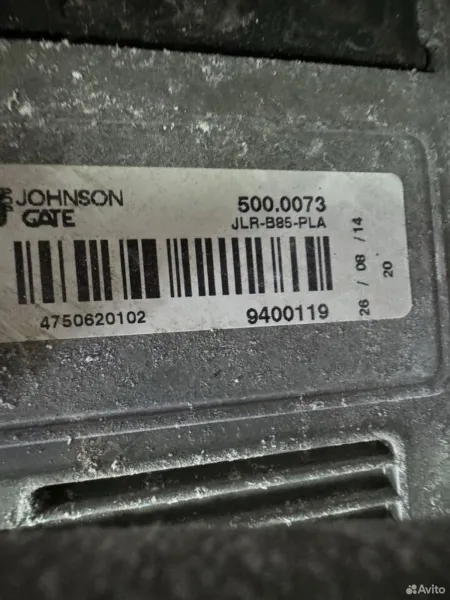 JOHNSON
GATE
500.0073
JLR-B85-PLA
4750620102
9400119
26 / 08 / 14
20
Avito